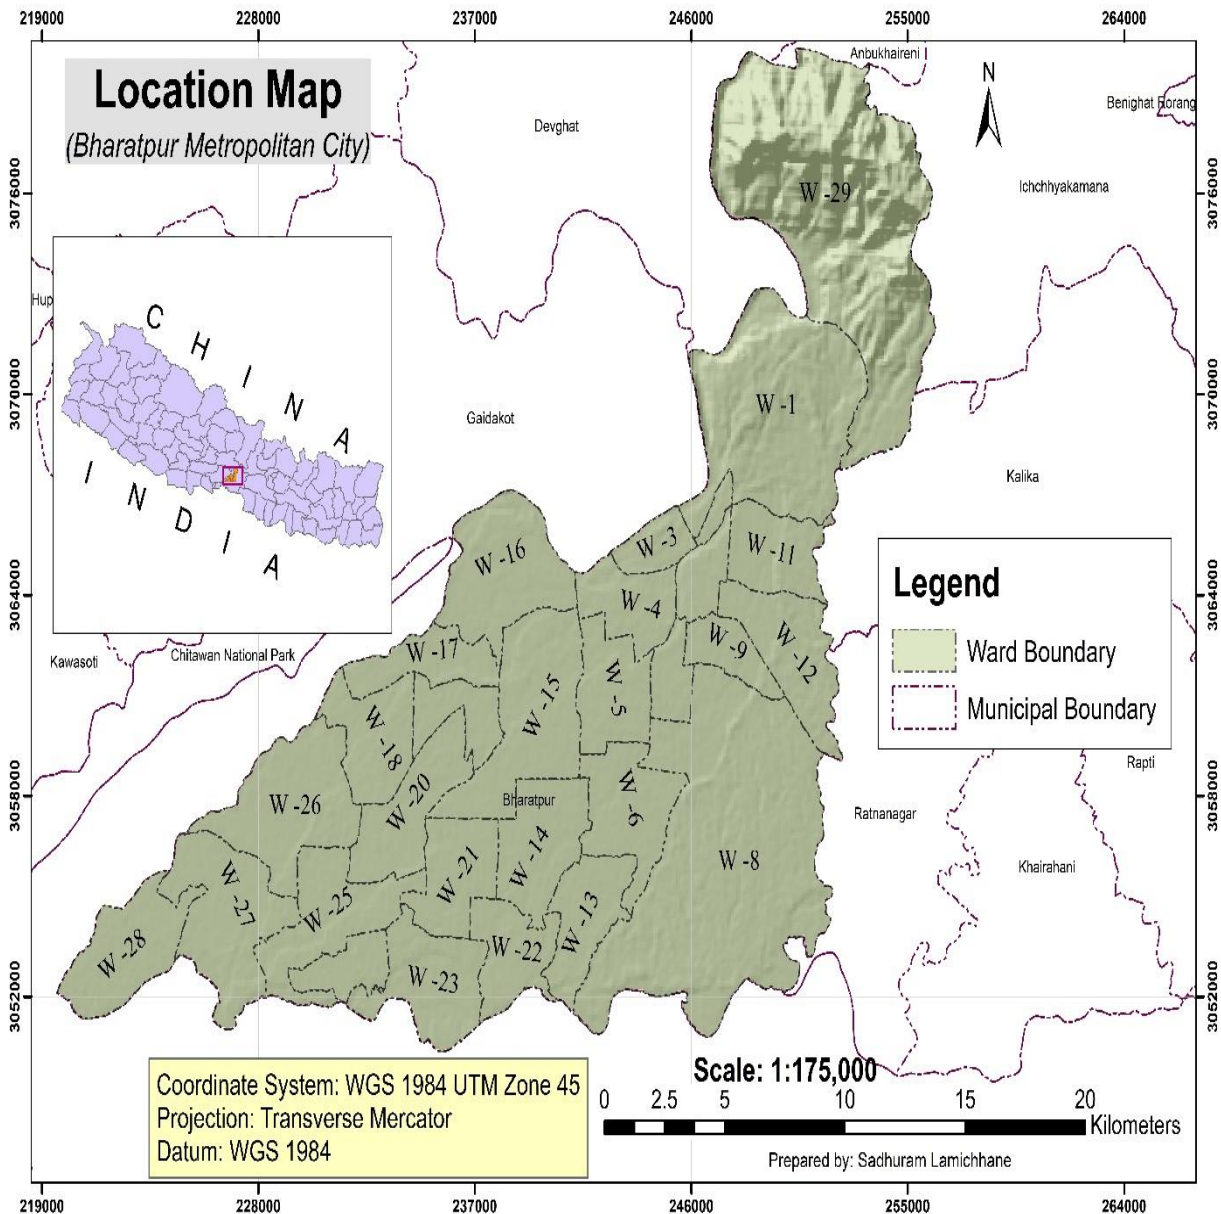 219000 228000 237000 246000 255000 264000
Location Map
(Bharatpur Metropolitan City)
Anbukhaireni
N
Benighat Rorang
Devghat
3076000
W -29
Ichchhyakamana
3076000
Hup
CHINA
INDIA
3070000
W -1
3070000
Gaidakot
Kalika
W -3
W -11
W -16
3064000
W -4
3064000
Legend
Ward Boundary
Municipal Boundary
Kawasoti
Chitawan National Park
W -17
W -9
W -12
W -15
W -5
W -18
Rapti
3058000
W -26
W -20
Bharatpur
W -6
Ratnanagar
3058000
W -14
W -21
W -8
Khairahani
W -27
W -25
W -13
W -28
W -22
W -23
3052000
3052000
Coordinate System: WGS 1984 UTM Zone 45
Projection: Transverse Mercator
Datum: WGS 1984
Scale: 1:175,000
0 2.5 5 10 15 20
Kilometers
Prepared by: Sadhuram Lamichhane
219000 228000 237000 246000 255000 264000